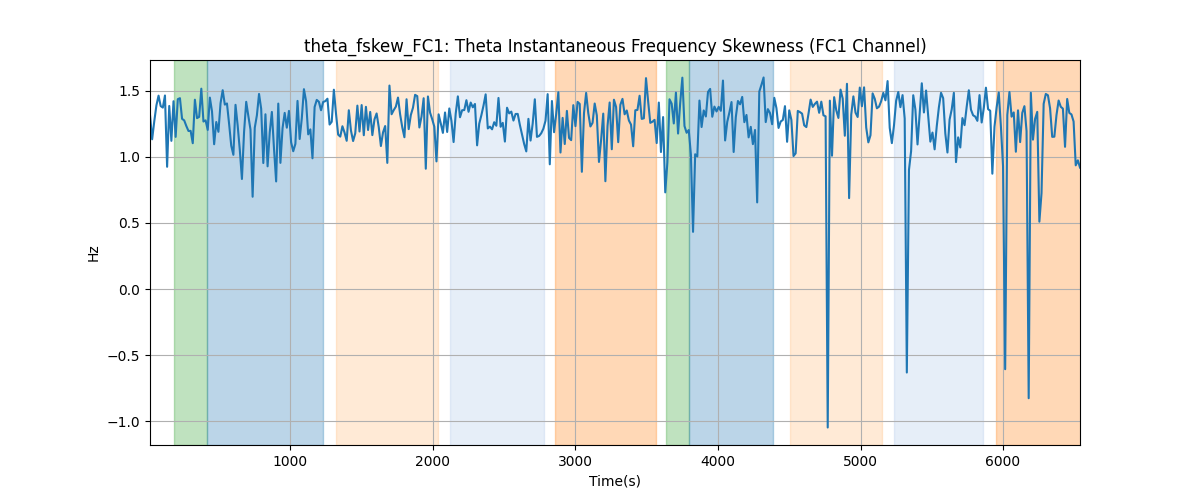 theta_fskew_FC1: Theta Instantaneous Frequency Skewness (FC1 Channel)
1.5
1.0
0.5
0.0
−0.5
−1.0
Hz
1000 2000 3000 4000 5000 6000
Time(s)